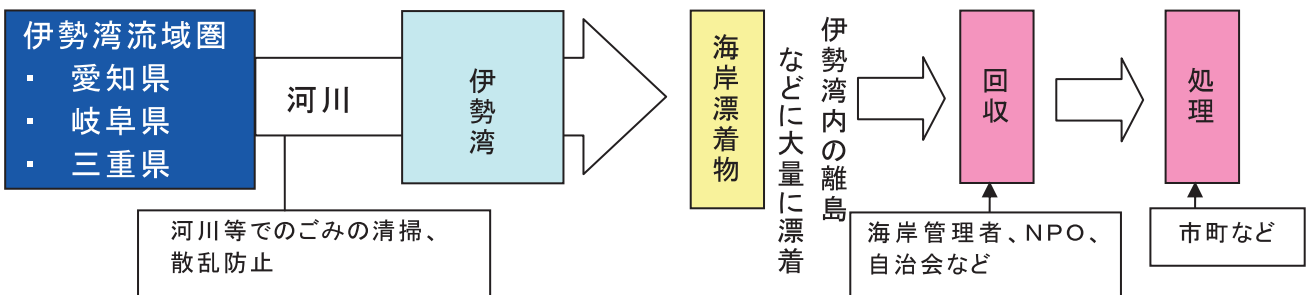 伊勢湾流域圏
・ 愛知県
・ 岐阜県
・ 三重県
河川
伊勢湾
海岸漂着物
伊勢湾内の離島
などに大量に漂着
回収
処理
河川等でのごみの清掃、
散乱防止
海岸管理者、NPO、
自治会など
市町など